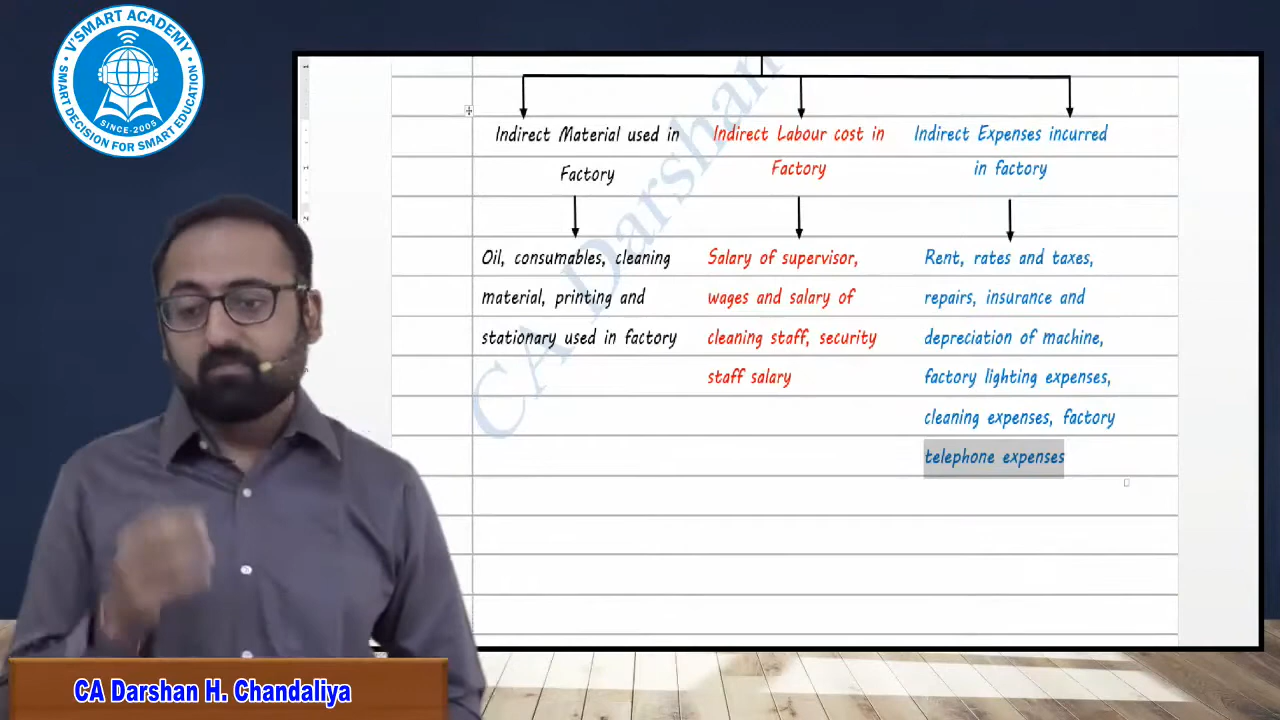 V'SMART ACADEMY
SMART DECISION FOR SMART EDUCATION
SINCE-2005
Indirect Material used in
Factory
Indirect Labour cost in
Factory
Indirect Expenses incurred
in factory
Oil, consumables, cleaning
material, printing and
stationary used in factory
Salary of supervisor,
wages and salary of
cleaning staff, security
staff salary
Rent, rates and taxes,
repairs, insurance and
depreciation of machine,
factory lighting expenses,
cleaning expenses, factory
telephone expenses
CA Darshan
CA Darshan H. Chandaliya